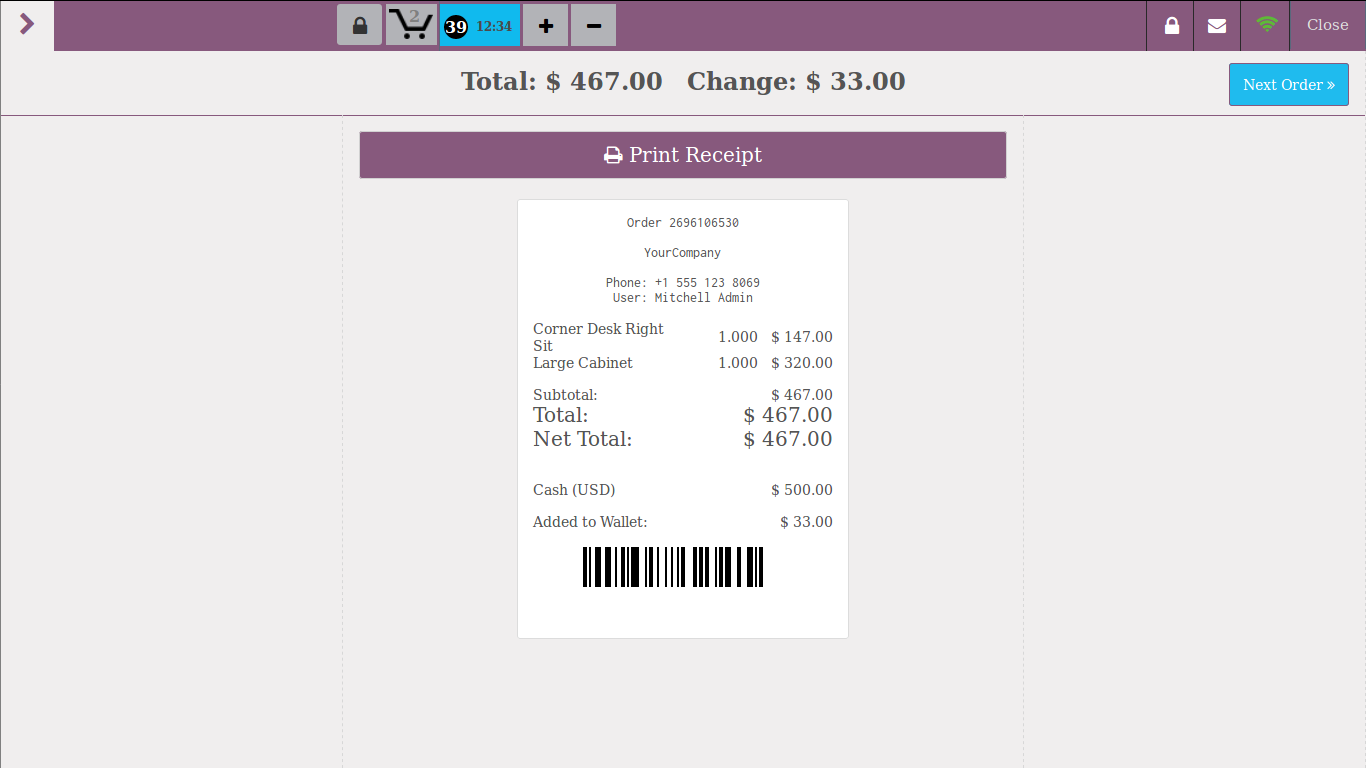 2
39 12:34
Close
Total: $ 467.00 Change: $ 33.00
Next Order »
Print Receipt
Order 2696106530
YourCompany
Phone: +1 555 123 8069
User: Mitchell Admin
Corner Desk Right
Sit
1.000 $ 147.00
Large Cabinet 1.000 $ 320.00
Subtotal: $ 467.00
Total: $ 467.00
Net Total: $ 467.00
Cash (USD) $ 500.00
Added to Wallet: $ 33.00